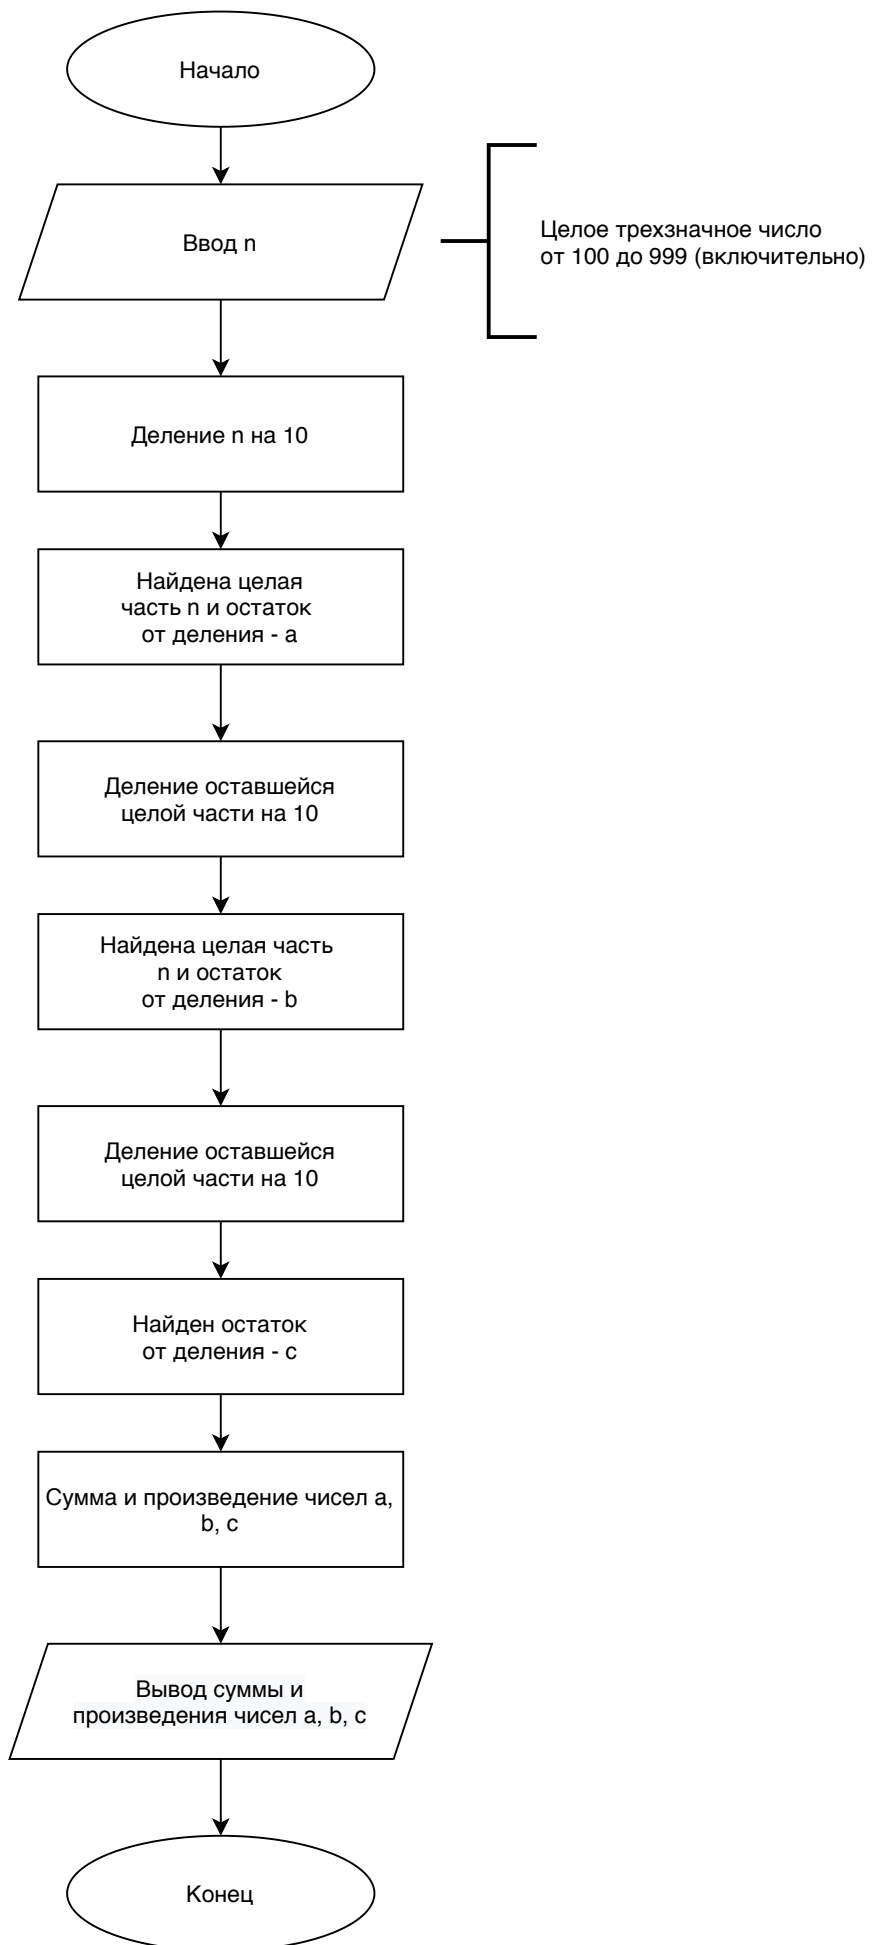 Начало
Ввод n
Целое трехзначное число
от 100 до 999 (включительно)
Деление n на 10
Найдена целая
часть n и остаток
от деления - a
Деление оставшейся
целой части на 10
Найдена целая часть
n и остаток
от деления - b
Деление оставшейся
целой части на 10
Найден остаток
от деления - c
Сумма и произведение чисел a,
b, c
Вывод суммы и
произведения чисел a, b, c
Конец